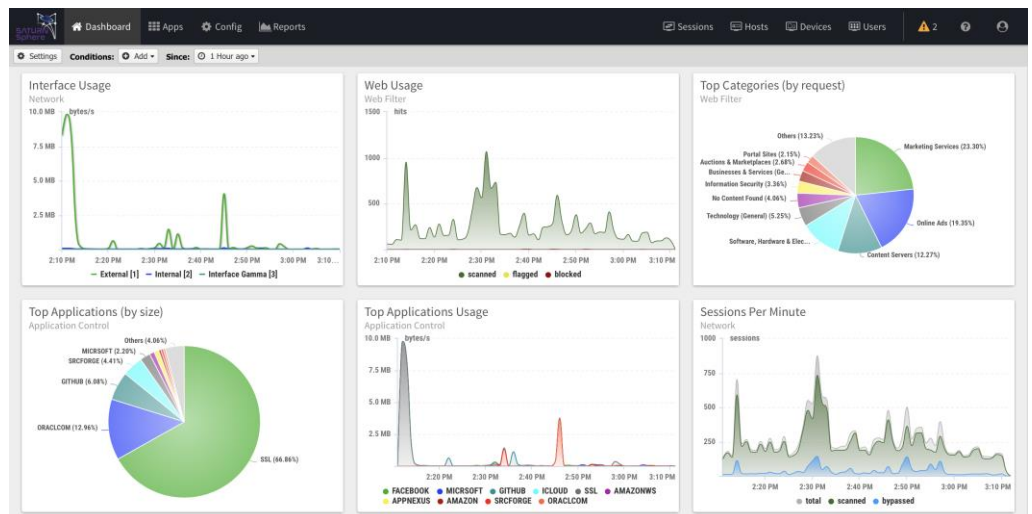 SATURN
Sphere
Dashboard
Apps
Config
Reports
Sessions
Hosts
Devices
Users
2
Settings
Conditions:
Add
Since:
1 Hour ago
Interface Usage
Network
10.0 MB
bytes/s
7.5 MB
5.0 MB
2.5 MB
2:10 PM 2:20 PM 2:30 PM 2:40 PM 2:50 PM 3:00 PM 3:10...
External [1] Internal [2] Interface Gamma [3]
Web Usage
Web Filter
1500
hits
1000
500
2:10 PM 2:20 PM 2:30 PM 2:40 PM 2:50 PM 3:00 PM 3:10 PM
scanned flagged blocked
Top Categories (by request)
Web Filter
Others (13.23%)
Portal Sites (2.15%)
Auctions & Marketplaces (2.68%)
Businesses & Services (Ge...
Information Security (3.36%)
No Content Found (4.06%)
Technology (General) (5.25%)
Software, Hardware & Elec...
Marketing Services (23.30%)
Online Ads (19.35%)
Content Servers (12.27%)
Top Applications (by size)
Application Control
Others (4.06%)
MICRSOFT (2.20%)
SRCFORGE (4.41%)
GITHUB (6.08%)
ORACLCOM (12.96%)
SSL (66.86%)
Top Applications Usage
Application Control
10.0 MB
bytes/s
7.5 MB
5.0 MB
2.5 MB
2:20 PM 2:30 PM 2:40 PM 2:50 PM 3:00 PM 3:10 PM
FACEBOOK MICRSOFT GITHUB ICLOUD SSL AMAZONWS
APPNEXUS AMAZON SRCFORGE ORACLCOM
Sessions Per Minute
Network
1000
sessions
750
500
250
2:20 PM 2:30 PM 2:40 PM 2:50 PM 3:00 PM 3:10 PM
total scanned bypassed